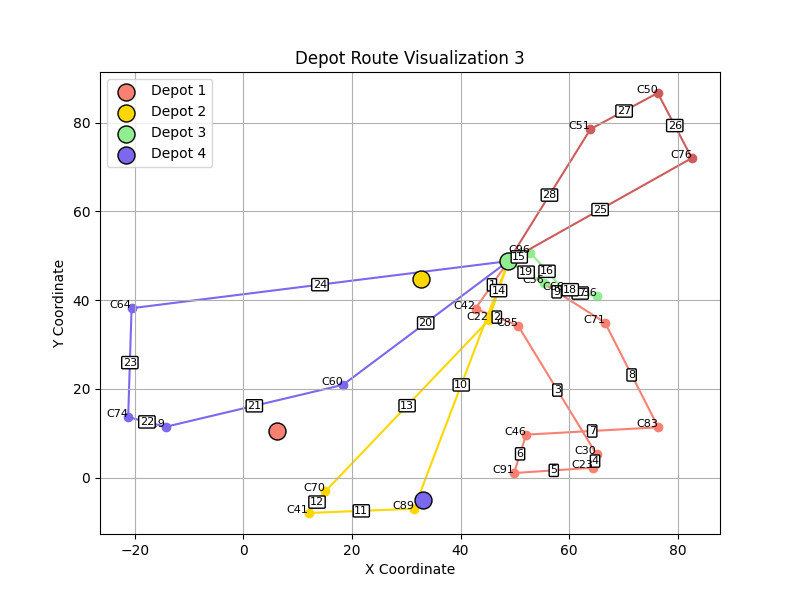 Depot Route Visualization 3
Depot 1
Depot 2
Depot 3
Depot 4
C50
27
C51
26
C76
28
25
80
60
40
20
0
Y Coordinate
C96
15
19
16
24
C64
1
14
9
18
C42
C22
2
C85
20
C71
23
8
C60
10
3
21
13
C74
22
C46
7
C83
C30
6
4
C23
C91
5
C70
12
C41
11
C89
−20
0
20
40
60
80
X Coordinate